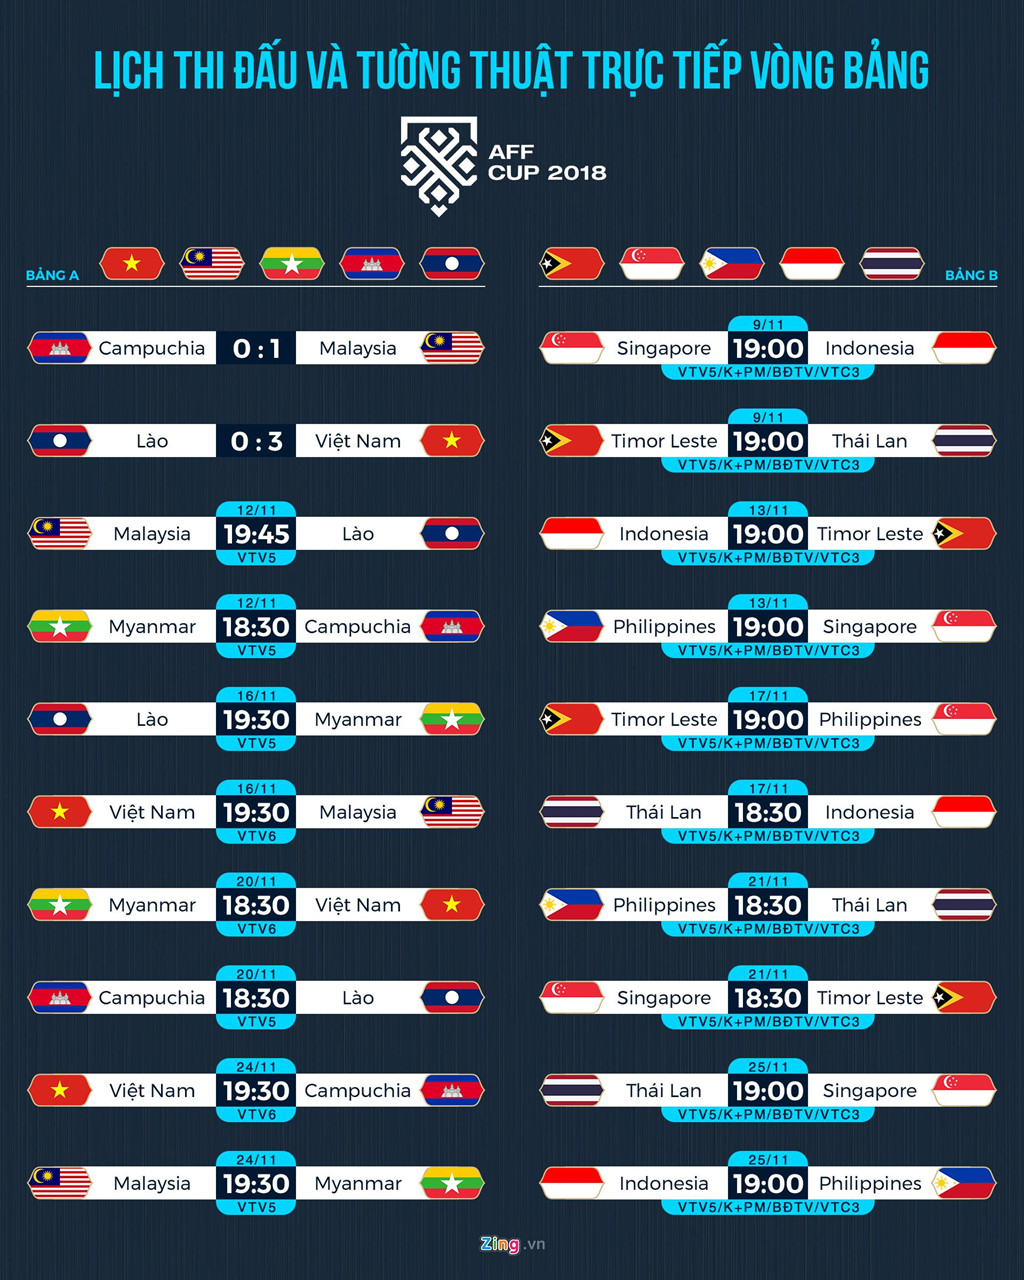 LỊCH THI ĐẤU VÀ TƯỜNG THUẬT TRỰC TIẾP VÒNG BẢNG
AFF
CUP 2018
BẢNG A
Campuchia 0 : 1 Malaysia
Lào 0 : 3 Việt Nam
12/11
Malaysia 19:45 Lào
VTV5
12/11
Myanmar 18:30 Campuchia
VTV5
16/11
Lào 19:30 Myanmar
VTV5
16/11
Việt Nam 19:30 Malaysia
VTV6
20/11
Myanmar 18:30 Việt Nam
VTV6
20/11
Campuchia 18:30 Lào
VTV5
24/11
Việt Nam 19:30 Campuchia
VTV6
24/11
Malaysia 19:30 Myanmar
VTV5
BẢNG B
9/11
Singapore 19:00 Indonesia
VTV5/K+PM/BĐTV/VTC3
9/11
Timor Leste 19:00 Thái Lan
VTV5/K+PM/BĐTV/VTC3
13/11
Indonesia 19:00 Timor Leste
VTV5/K+PM/BĐTV/VTC3
13/11
Philippines 19:00 Singapore
VTV5/K+PM/BĐTV/VTC3
17/11
Timor Leste 19:00 Philippines
VTV5/K+PM/BĐTV/VTC3
17/11
Thái Lan 18:30 Indonesia
VTV5/K+PM/BĐTV/VTC3
21/11
Philippines 18:30 Thái Lan
VTV5/K+PM/BĐTV/VTC3
21/11
Singapore 18:30 Timor Leste
VTV5/K+PM/BĐTV/VTC3
25/11
Thái Lan 19:00 Singapore
VTV5/K+PM/BĐTV/VTC3
25/11
Indonesia 19:00 Philippines
VTV5/K+PM/BĐTV/VTC3
Zing.vn